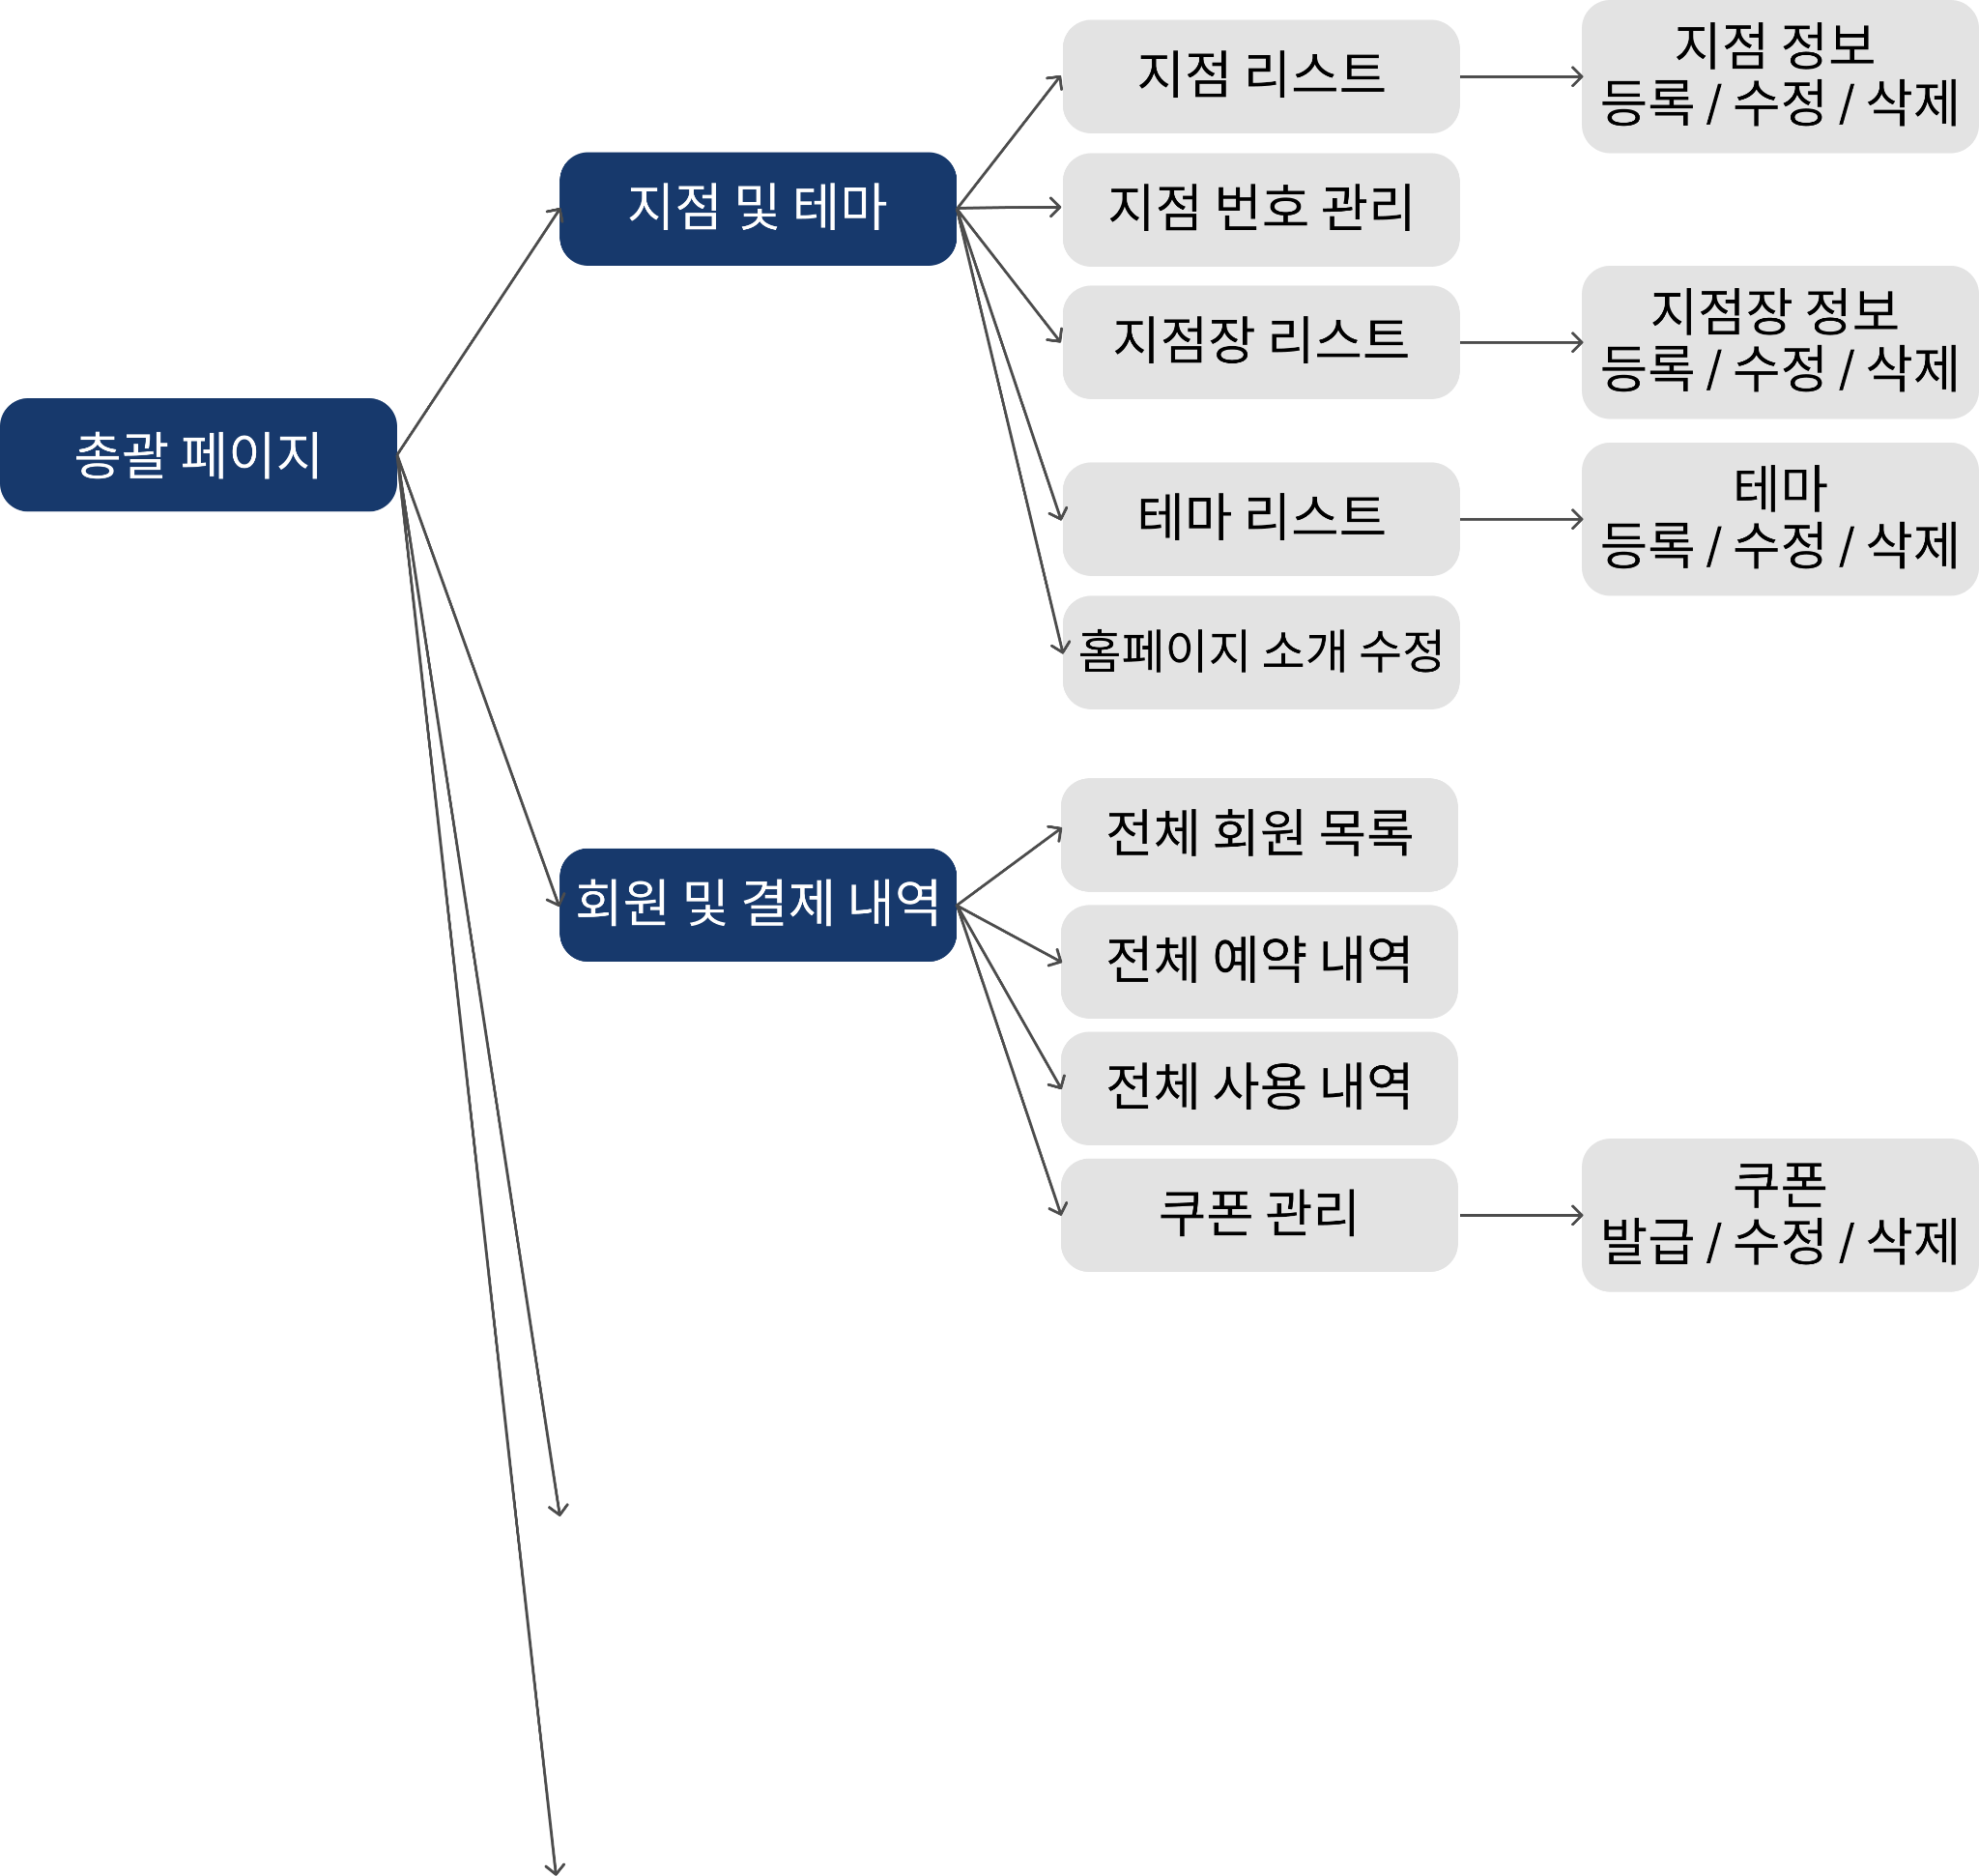 총괄 페이지
지점 및 테마
지점 리스트
지점 정보
등록 / 수정 / 삭제
지점 번호 관리
지점장 리스트
지점장 정보
등록 / 수정 / 삭제
테마 리스트
테마
등록 / 수정 / 삭제
홈페이지 소개 수정
회원 및 결제 내역
전체 회원 목록
전체 예약 내역
전체 사용 내역
쿠폰 관리
쿠폰
발급 / 수정 / 삭제